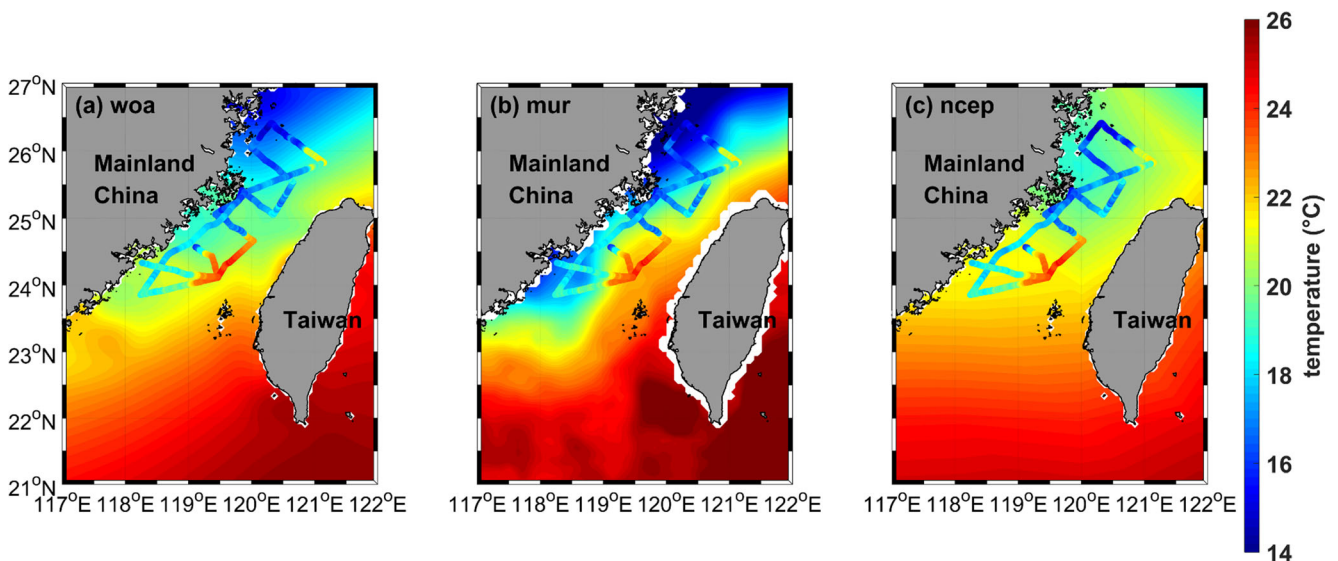 (a) woa
Mainland
China
Taiwan
27°N
26°N
25°N
24°N
23°N
22°N
21°N
117°E 118°E 119°E 120°E 121°E 122°E
(b) mur
Mainland
China
Taiwan
117°E 118°E 119°E 120°E 121°E 122°E
(c) ncep
Mainland
China
Taiwan
117°E 118°E 119°E 120°E 121°E 122°E
26
24
22
20
18
16
14
temperature (°C)